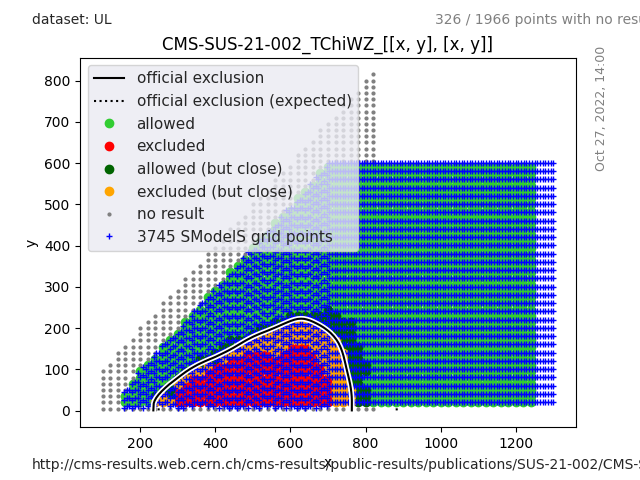 dataset: UL
326 / 1966 points with no resu
CMS-SUS-21-002_TChiWZ_[[x, y], [x, y]]
Oct 27, 2022, 14:00
official exclusion
official exclusion (expected)
allowed
excluded
allowed (but close)
excluded (but close)
no result
3745 SModelS grid points
y
800
700
600
500
400
300
200
100
0
200 400 600 800 1000 1200
x
http://cms-results.web.cern.ch/cms-results/public-results/publications/SUS-21-002/CMS-S